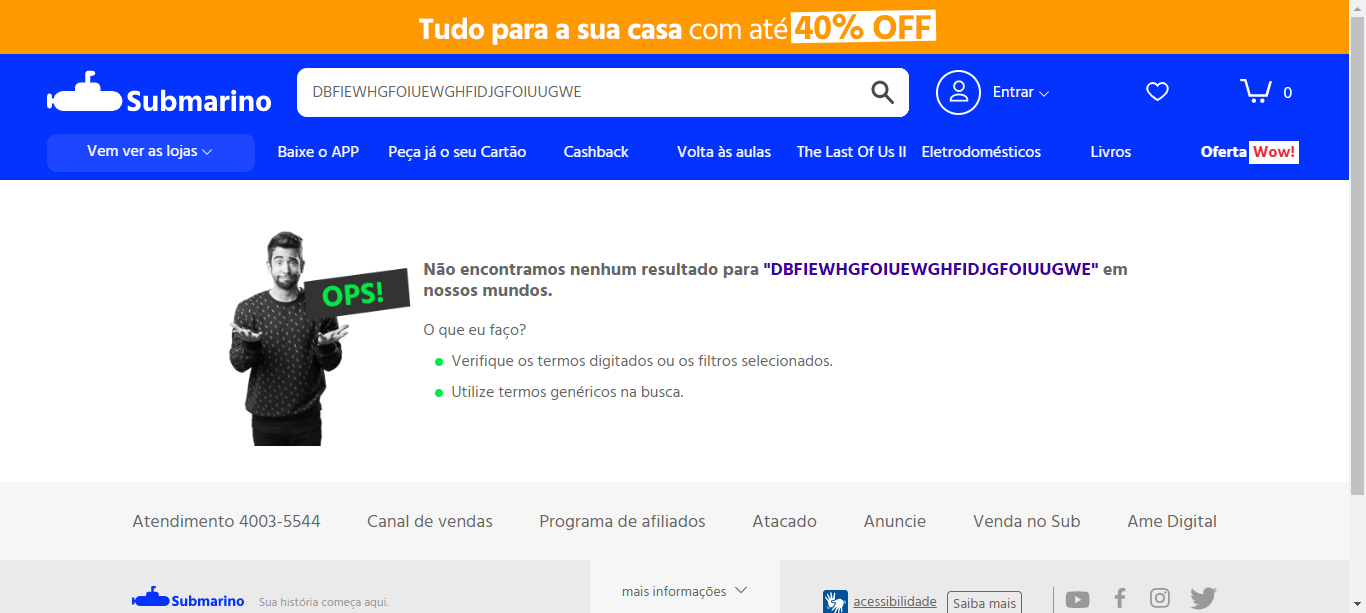 Tudo para a sua casa com até 40% OFF
Submarino
DBFIEWHGFOIUEWGHFIDJGFOIUUGWE
Entrar
0
Vem ver as lojas
Baixe o APP
Peça já o seu Cartão
Cashback
Volta às aulas
The Last Of Us II
Eletrodomésticos
Livros
Oferta Wow!
OPS!
Não encontramos nenhum resultado para "DBFIEWHGFOIUEWGHFIDJGFOIUUGWE" em
nossos mundos.
O que eu faço?
Verifique os termos digitados ou os filtros selecionados.
Utilize termos genéricos na busca.
Atendimento 4003-5544
Canal de vendas
Programa de afiliados
Atacado
Anuncie
Venda no Sub
Ame Digital
Submarino
Sua história começa aqui.
mais informações
acessibilidade
Saiba mais